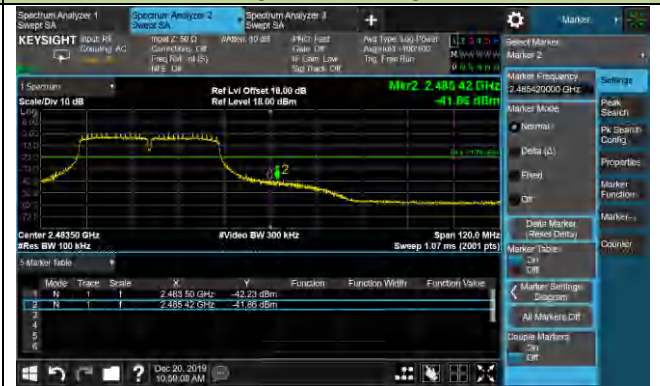 Spectrum Analyzer 1
Swept SA
Spectrum Analyzer 2
Swept SA
Spectrum Analyzer 3
Swept SA
+
Marker
KEYSIGHT Input: RF
Coupling: AC
Input Z: 50 Ω
Corrections: Off
Freq Ref: Int (S)
NFE: Off
#Atten: 10 dB
PNO: Fast
Gate: Off
IF Gain: Low
Sig Track: Off
Avg Type: Log-Power
Avg|Hold: >100/100
Trig: Free Run
1 2 3 4 5 6
Select Marker
Marker 2
1 Spectrum
Scale/Div 10 dB
Log
Ref Lvl Offset 18.00 dB
Ref Level 18.00 dBm
Mkr2 2.485 42 GHz
-41.86 dBm
2
Center 2.48350 GHz
#Res BW 100 kHz
#Video BW 300 kHz
Span 120.0 MHz
Sweep 1.07 ms (2001 pts)
5 Marker Table
Mode Trace Scale X Y Function Function Width Function Value
1 N 1 f 2.483 50 GHz -42.23 dBm
2 N 1 f 2.485 42 GHz -41.86 dBm
3
4
5
6
Marker Frequency
2.485420000 GHz
Marker Mode
Normal
Delta (Δ)
Fixed
Off
Delta Marker
(Reset Delta)
Marker Table
On
Off
Marker Settings
Diagram
All Markers Off
Couple Markers
On
Off
Settings
Peak
Search
Pk Search
Config
Properties
Marker
Function
Marker→
Counter
? Dec 20, 2019
10:59:08 AM